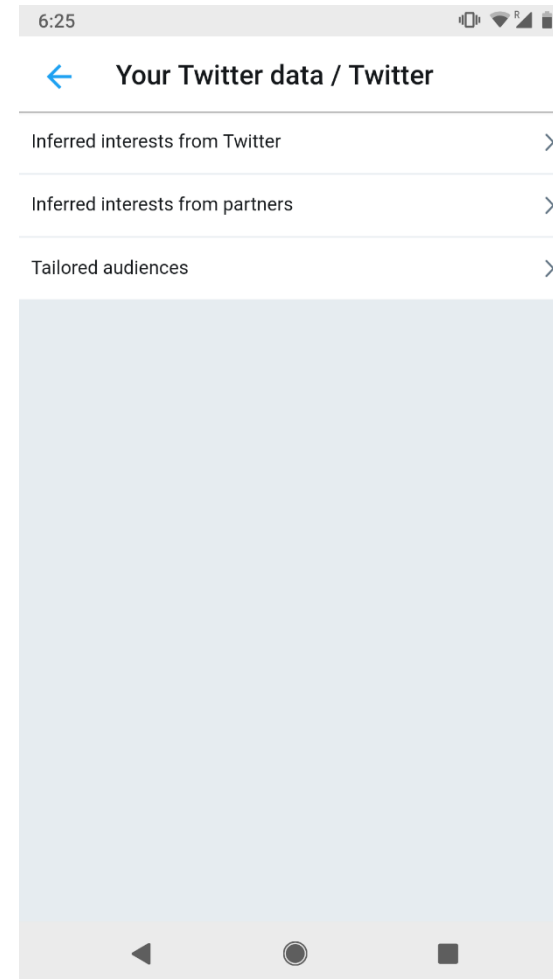 6:25
R
Your Twitter data / Twitter
Inferred interests from Twitter
Inferred interests from partners
Tailored audiences